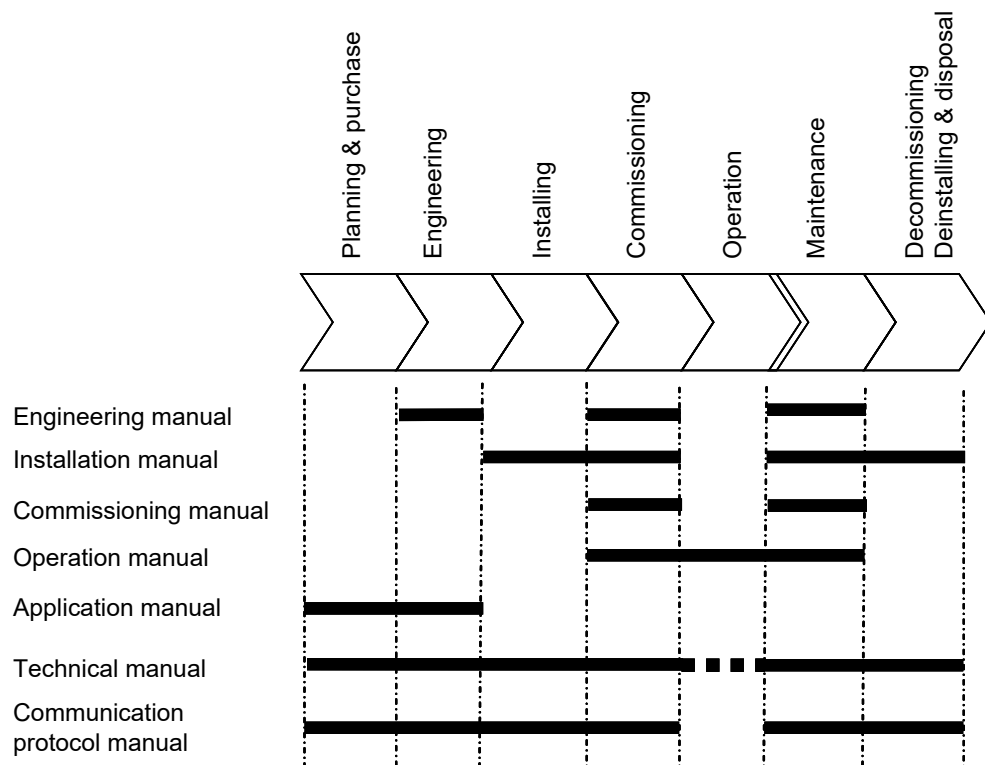 Planning & purchase
Engineering
Installing
Commissioning
Operation
Maintenance
Decommissioning
Deinstalling & disposal
Engineering manual
Installation manual
Commissioning manual
Operation manual
Application manual
Technical manual
Communication
protocol manual